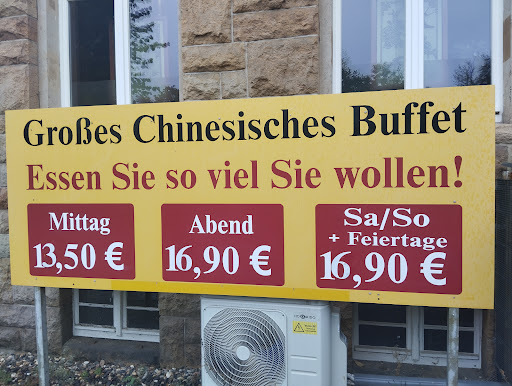 Großes Chinesisches Buffet
Essen Sie so viel Sie wollen!
Mittag
13,50 €
Abend
16,90 €
Sa/So
+ Feiertage
16,90 €